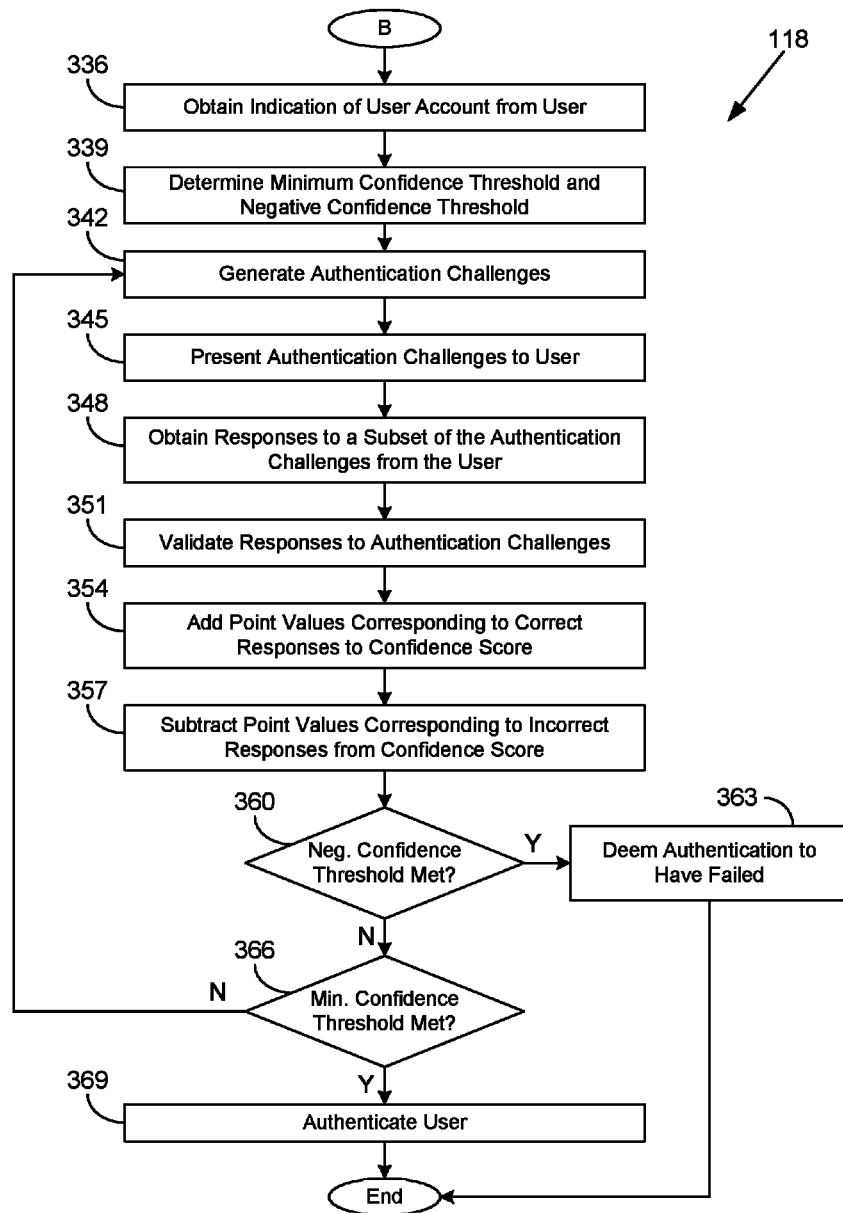 B
118
336
Obtain Indication of User Account from User
339
Determine Minimum Confidence Threshold and
Negative Confidence Threshold
342
Generate Authentication Challenges
345
Present Authentication Challenges to User
348
Obtain Responses to a Subset of the Authentication
Challenges from the User
351
Validate Responses to Authentication Challenges
354
Add Point Values Corresponding to Correct
Responses to Confidence Score
357
Subtract Point Values Corresponding to Incorrect
Responses from Confidence Score
360
Neg. Confidence
Threshold Met?
Y
363
Deem Authentication to
Have Failed
N
366
Min. Confidence
Threshold Met?
N
Y
369
Authenticate User
End